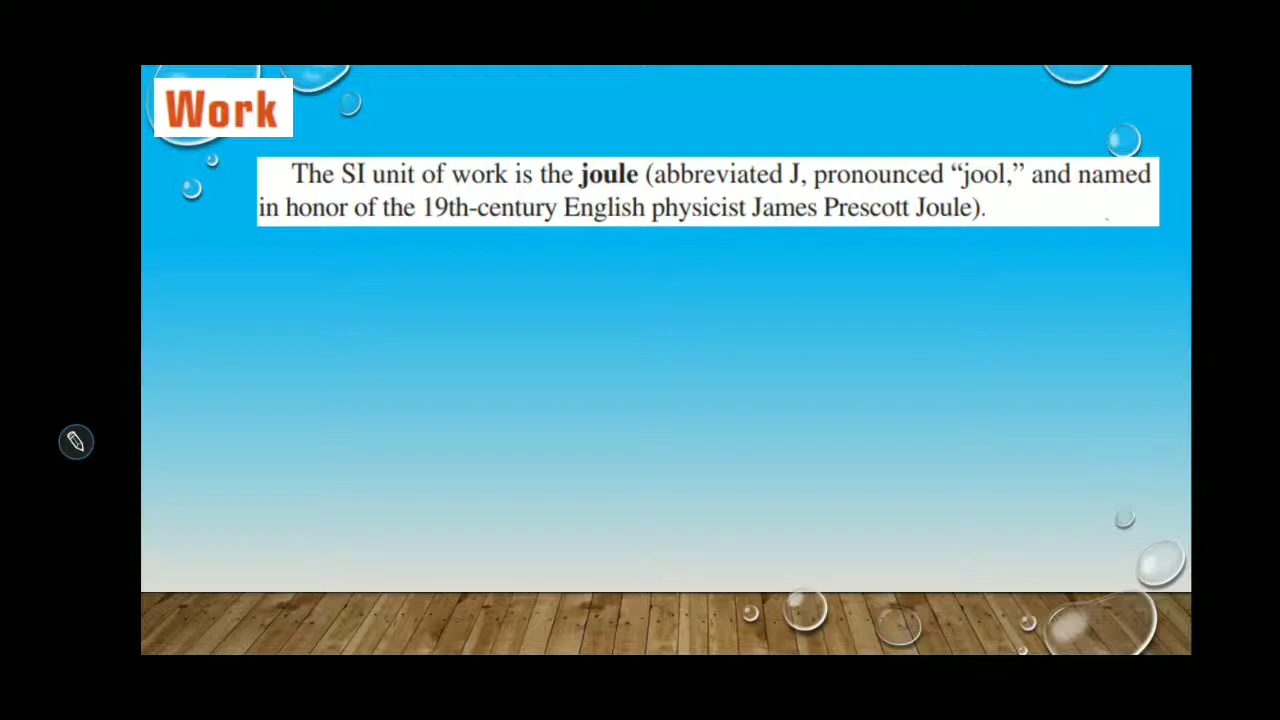 Work
The SI unit of work is the joule (abbreviated J, pronounced “jool,” and named
in honor of the 19th-century English physicist James Prescott Joule).